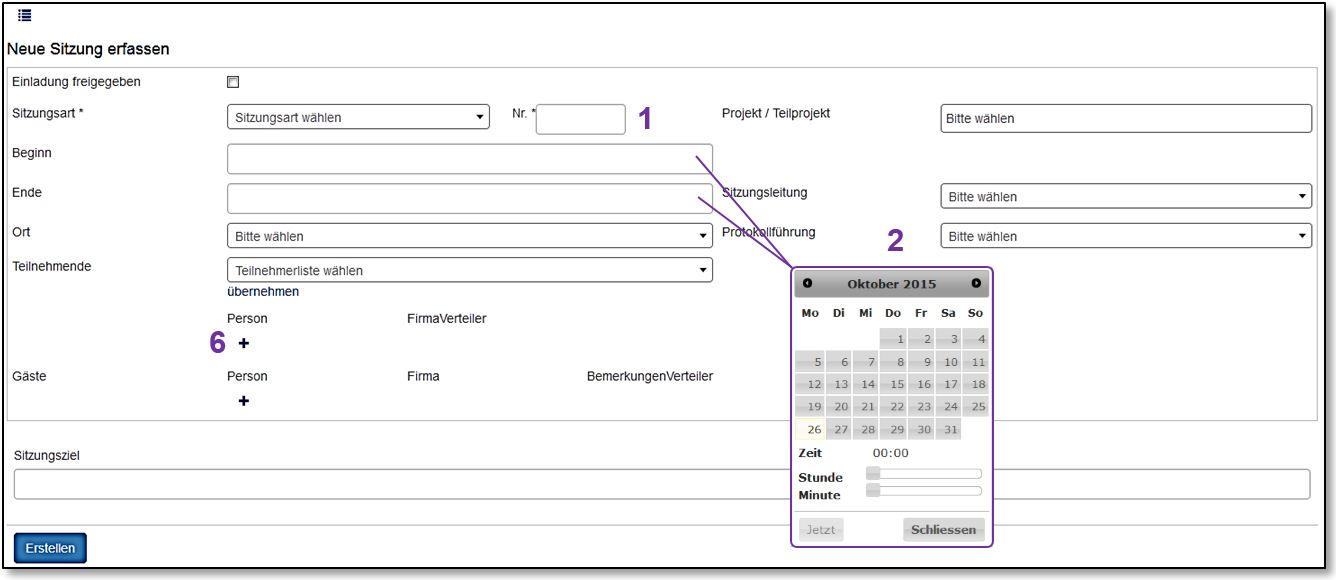 Neue Sitzung erfassen
Einladung freigegeben
Sitzungsart * Sitzungsart wählen Nr. * 1 Projekt / Teilprojekt Bitte wählen
Beginn
Ende Sitzungsleitung Bitte wählen
Ort Bitte wählen Protokollführung 2 Bitte wählen
Teilnehmende Teilnehmerliste wählen
übernehmen
Person FirmaVerteiler
6 +
Gäste Person Firma BemerkungenVerteiler
+
Oktober 2015
Mo Di Mi Do Fr Sa So
1 2 3 4
5 6 7 8 9 10 11
12 13 14 15 16 17 18
19 20 21 22 23 24 25
26 27 28 29 30 31
Zeit 00:00
Stunde
Minute
Jetzt Schliessen
Sitzungsziel
Erstellen